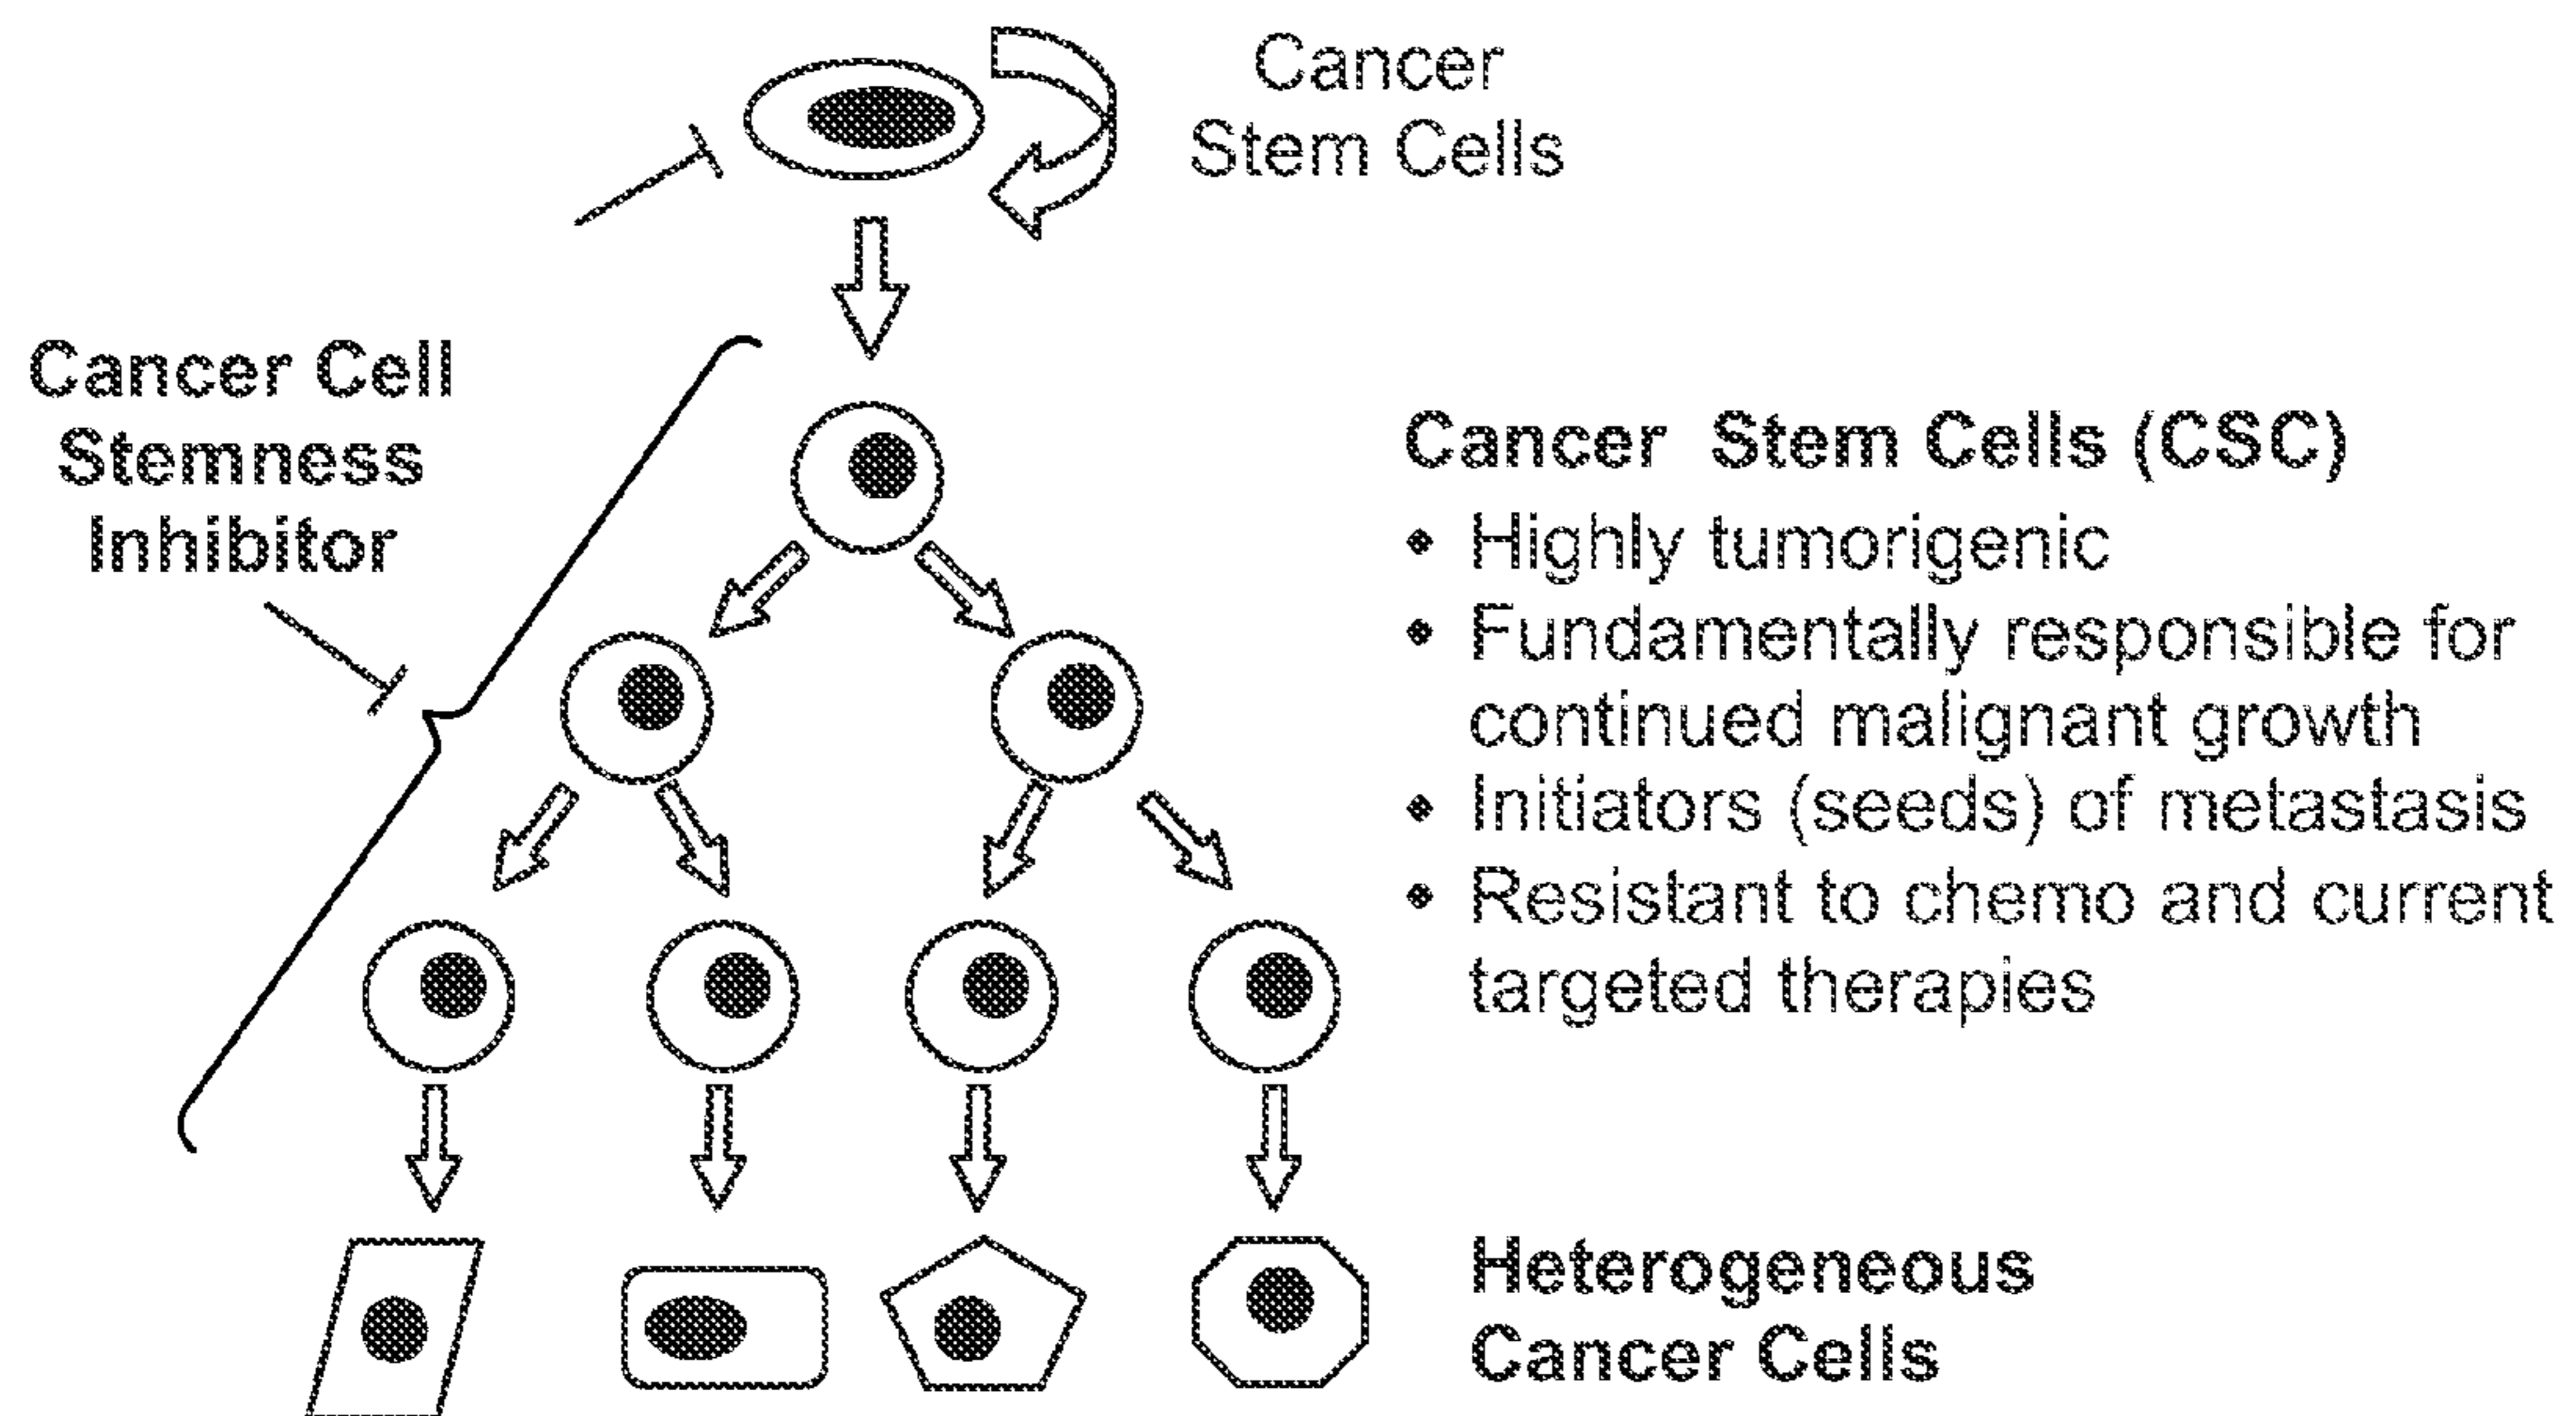 Cancer
Stem Cells
Cancer Cell
Stemness
Inhibitor
Cancer Stem Cells (CSC)
• Highly tumorigenic
• Fundamentally responsible for
continued malignant growth
• Initiators (seeds) of metastasis
• Resistant to chemo and current
targeted therapies
Heterogeneous
Cancer Cells